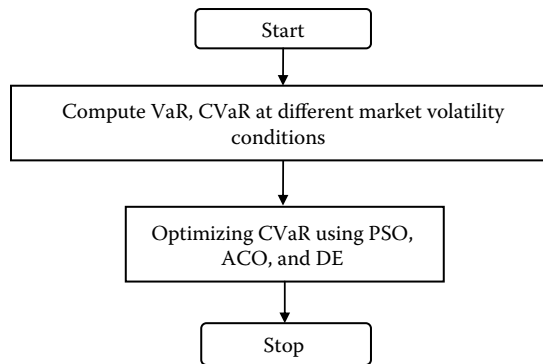 Start
Compute VaR, CVaR at different market volatility
conditions
Optimizing CVaR using PSO,
ACO, and DE
Stop